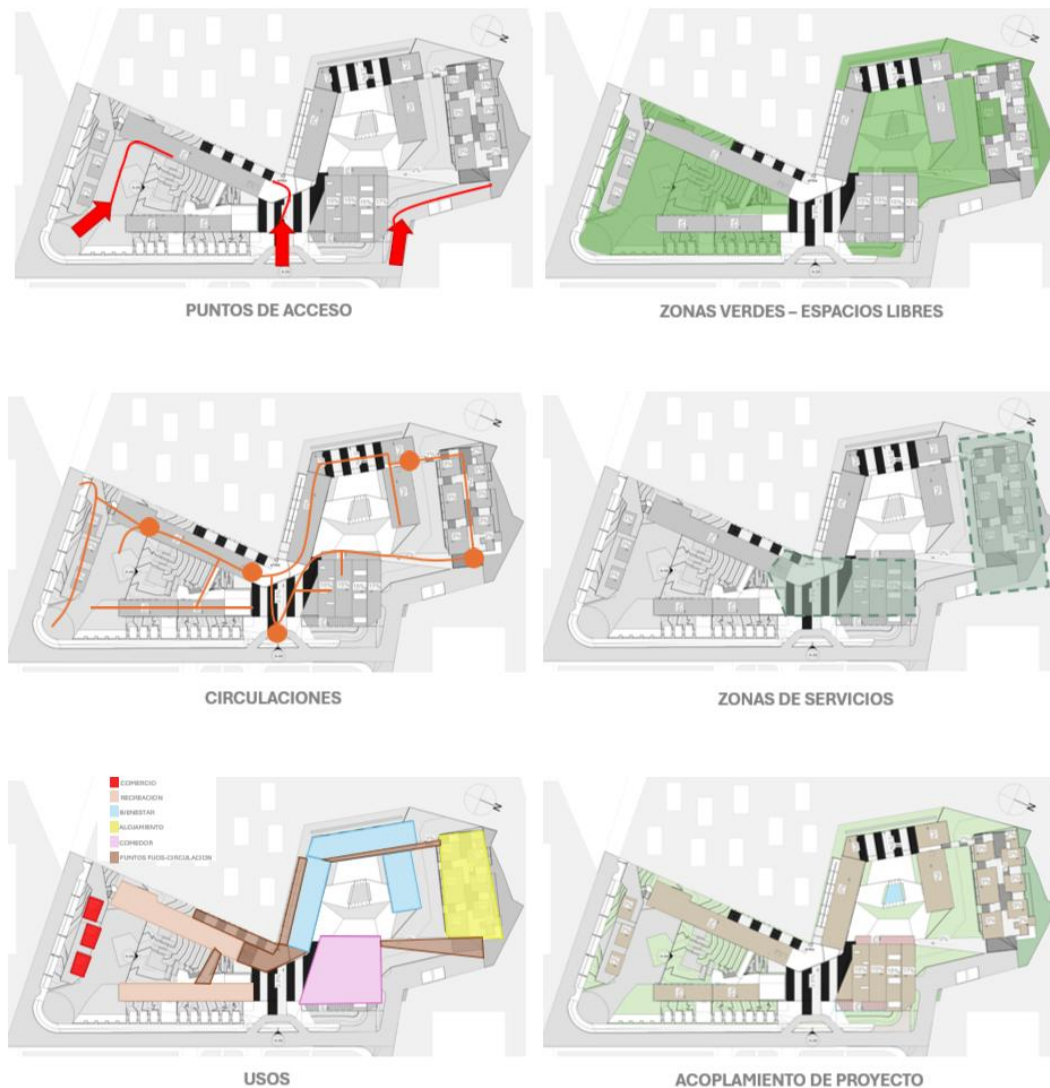 N
N
PUNTOS DE ACCESO
ZONAS VERDES – ESPACIOS LIBRES
N
N
CIRCULACIONES
ZONAS DE SERVICIOS
COMERCIO
RECREACION
BIENESTAR
ALOJAMIENTO
COMEDOR
PUNTOS FIJOS-CIRCULACION
N
N
USOS
ACOPLAMIENTO DE PROYECTO